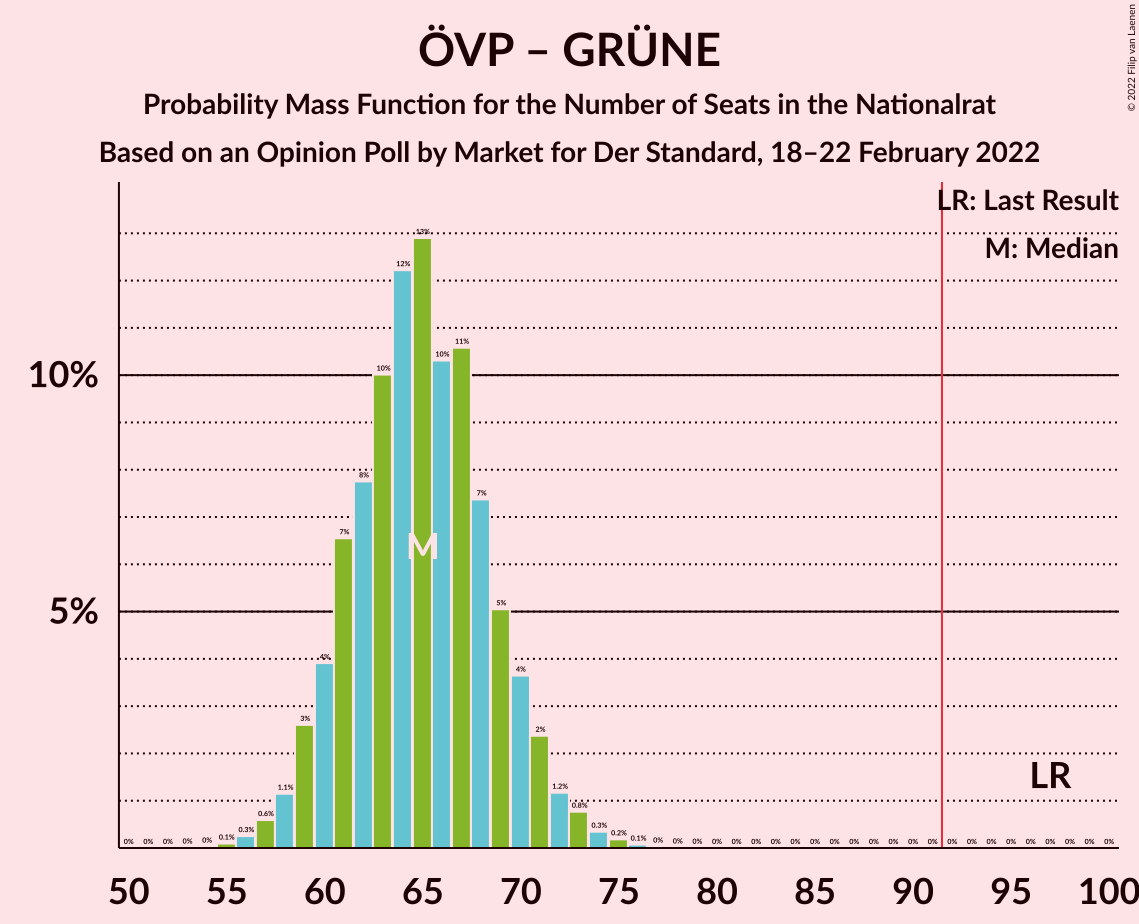 ÖVP – GRÜNE
Probability Mass Function for the Number of Seats in the Nationalrat
Based on an Opinion Poll by Market for Der Standard, 18–22 February 2022
© 2022 Filip van Laenen
LR: Last Result
M: Median
10%
5%
0% 0% 0% 0% 0% 0.1% 0.3% 0.6% 1.1% 3% 4% 7% 8% 10% 12% 13% 10% 11% 7% 5% 4% 2% 1.2% 0.8% 0.3% 0.2% 0.1% 0% 0% 0% 0% 0% 0% 0% 0% 0% 0% 0% 0% 0% 0% 0% 0% 0% 0% 0% 0% 0% 0% 0% 0%
M
LR
50 55 60 65 70 75 80 85 90 95 100